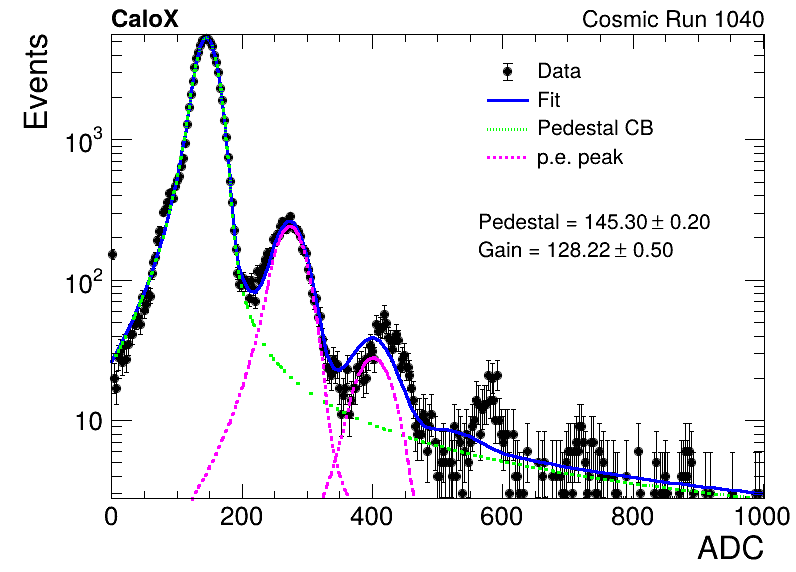 CaloX Cosmic Run 1040
Events
Data
Fit
Pedestal CB
p.e. peak
Pedestal = 145.30 ± 0.20
Gain = 128.22 ± 0.50
10³
10²
10
0 200 400 600 800 1000
ADC